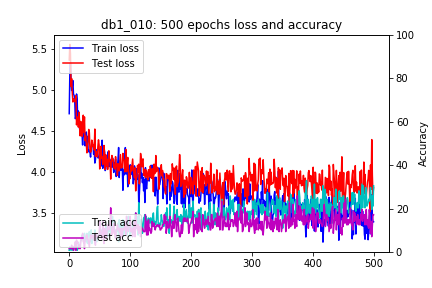 db1_010: 500 epochs loss and accuracy
Train loss
Test loss
Train acc
Test acc
Loss
5.5
5.0
4.5
4.0
3.5
Accuracy
100
80
60
40
20
0
0
100
200
300
400
500